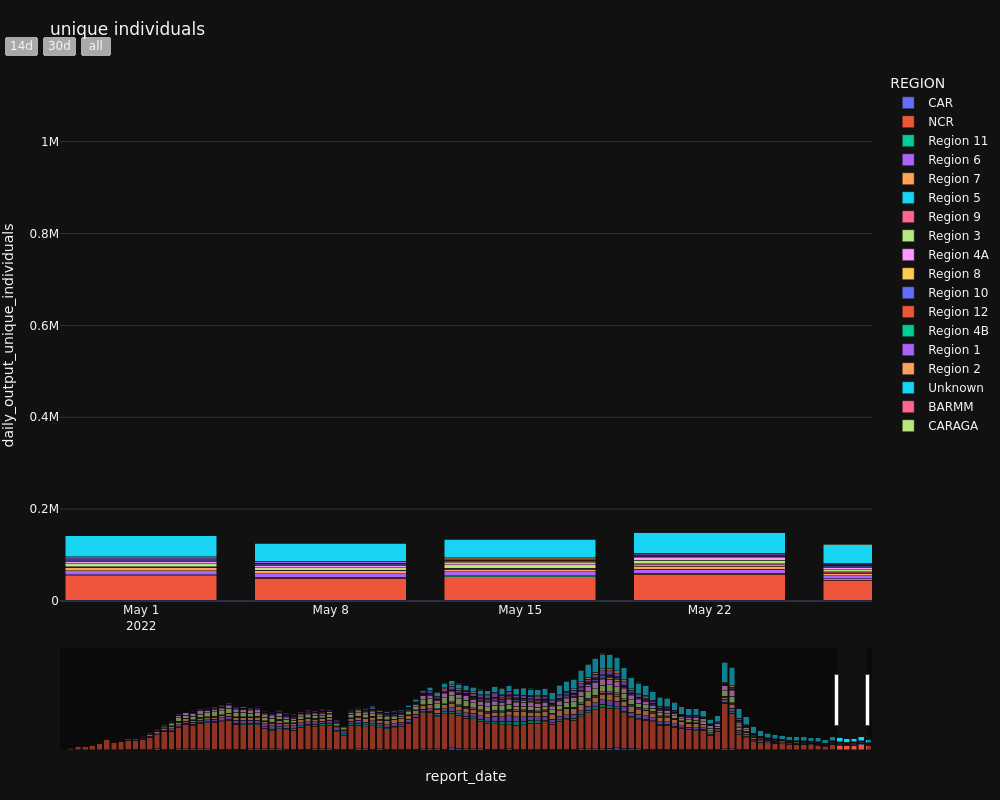 unique individuals
14d 30d all
REGION
CAR
NCR
Region 11
Region 6
Region 7
Region 5
Region 9
Region 3
Region 4A
Region 8
Region 10
Region 12
Region 4B
Region 1
Region 2
Unknown
BARMM
CARAGA
daily_output_unique_individuals
1M
0.8M
0.6M
0.4M
0.2M
0
May 1 May 8 May 15 May 22
2022
report_date